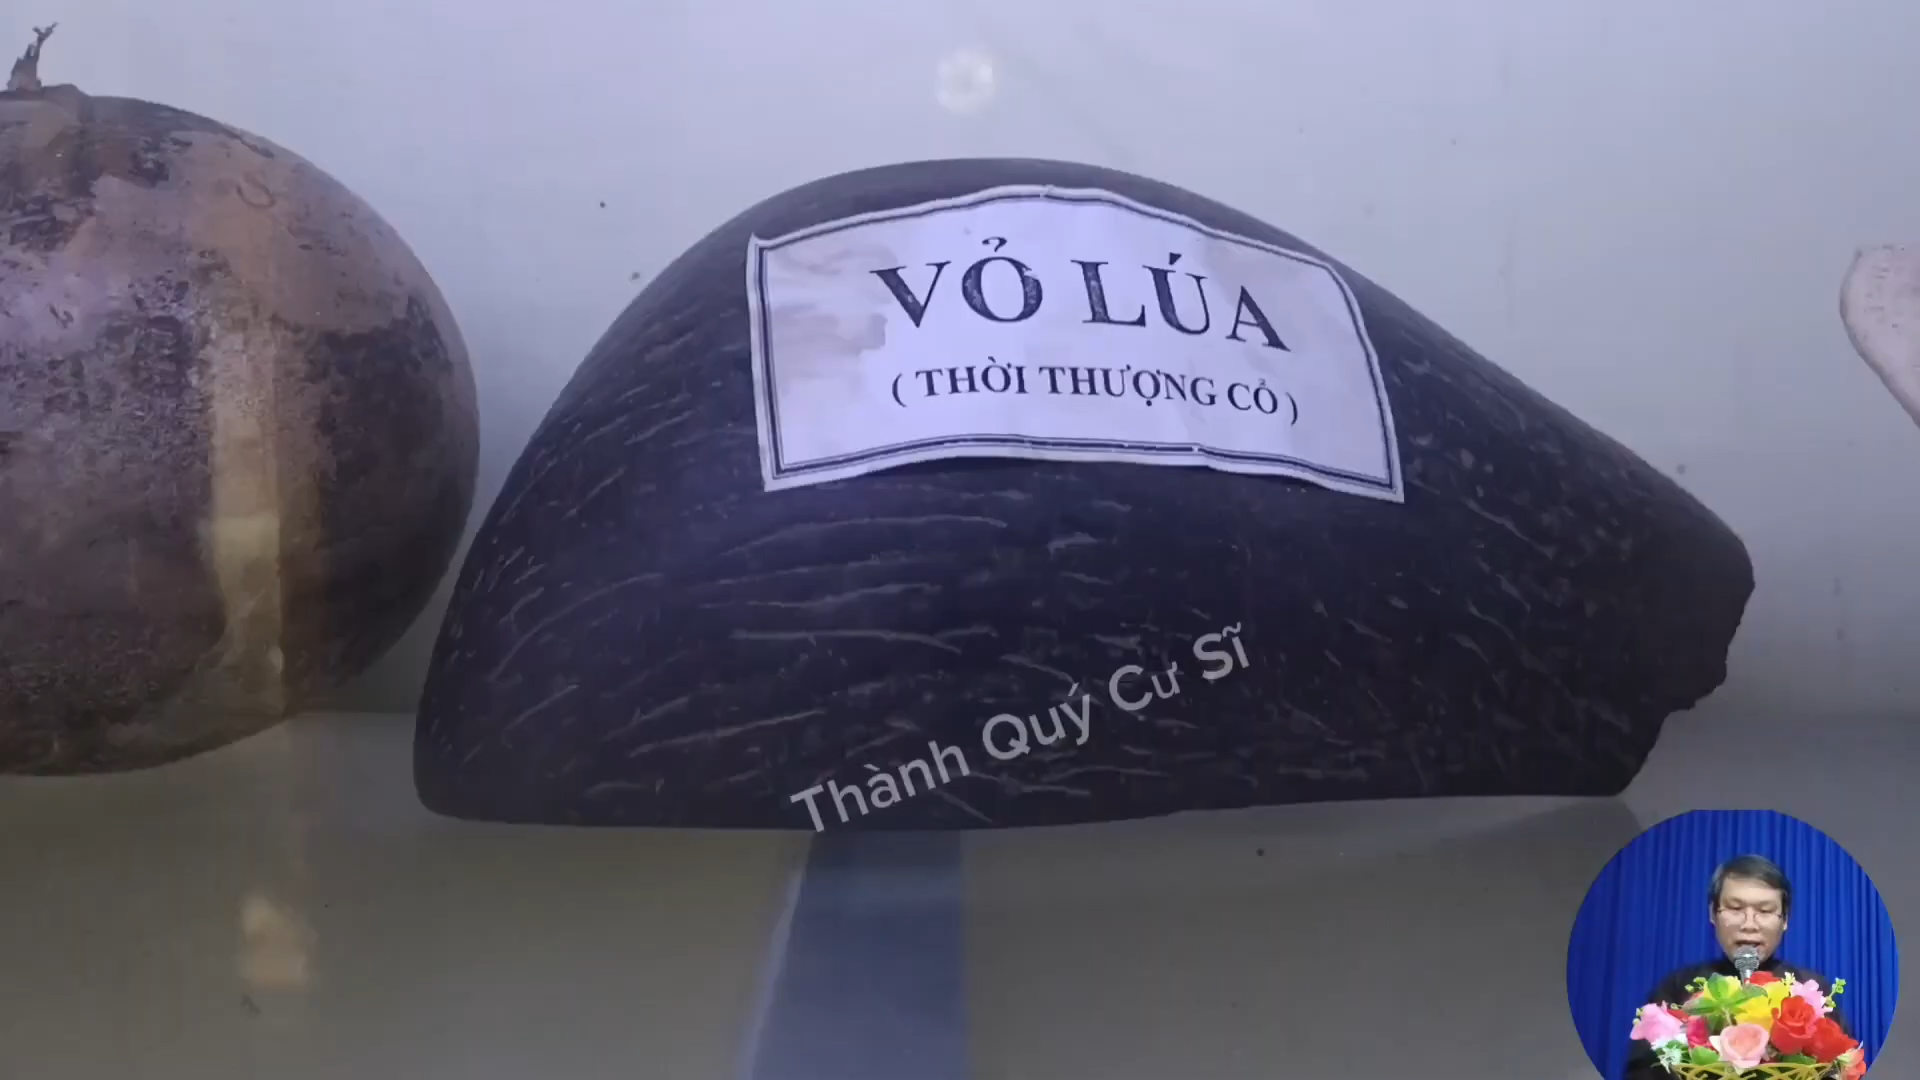 VỎ LÚA
( THỜI THƯỢNG CỔ )
Thành Quý Cư Sĩ